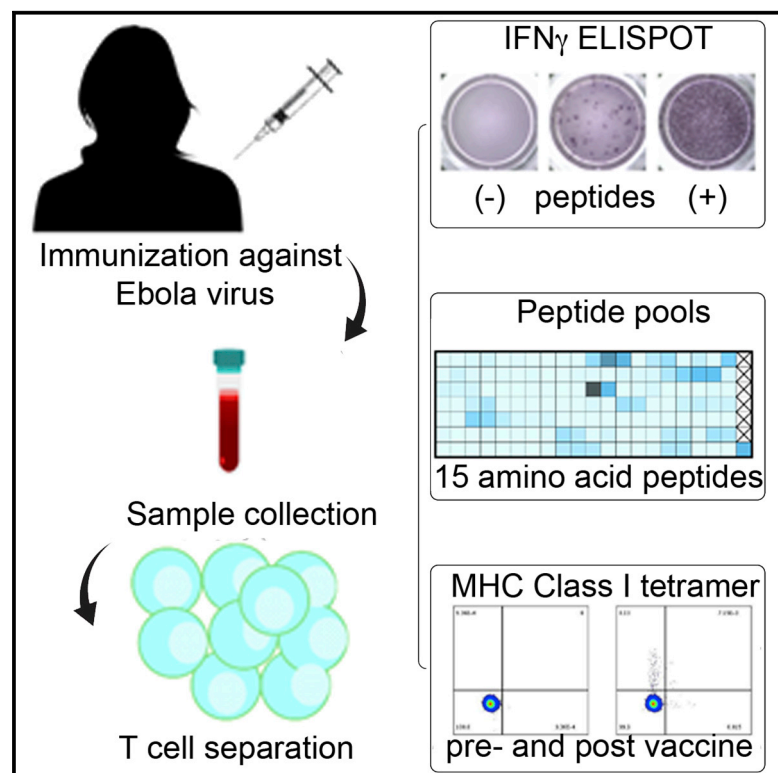 Immunization against
Ebola virus
Sample collection
T cell separation
IFNγ ELISPOT
(-) peptides (+)
Peptide pools
15 amino acid peptides
MHC Class I tetramer
pre- and post vaccine